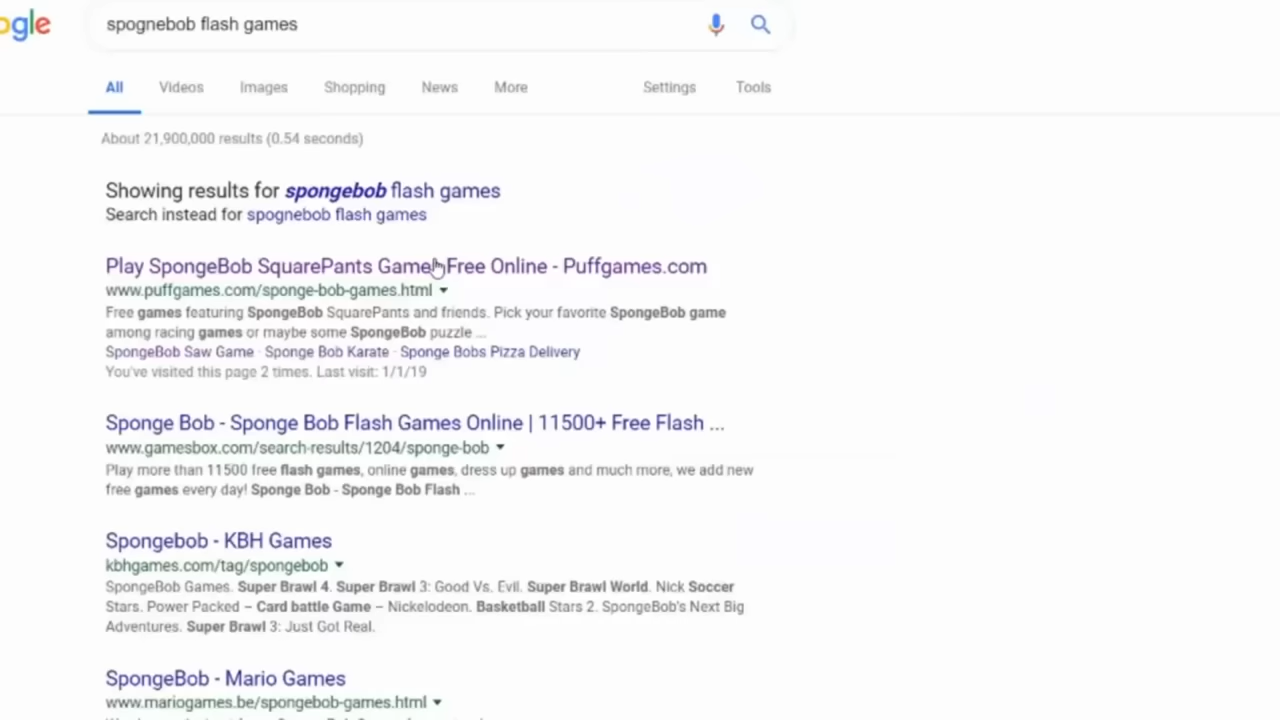 ogle
spognebob flash games
All Videos Images Shopping News More Settings Tools
About 21,900,000 results (0.54 seconds)
Showing results for spongebob flash games
Search instead for spognebob flash games
Play SpongeBob SquarePants Game Free Online - Puffgames.com
www.puffgames.com/sponge-bob-games.html
Free games featuring SpongeBob SquarePants and friends. Pick your favorite SpongeBob game
among racing games or maybe some SpongeBob puzzle ...
SpongeBob Saw Game · Sponge Bob Karate · Sponge Bobs Pizza Delivery
You've visited this page 2 times. Last visit: 1/1/19
Sponge Bob - Sponge Bob Flash Games Online | 11500+ Free Flash ...
www.gamesbox.com/search-results/1204/sponge-bob
Play more than 11500 free flash games, online games, dress up games and much more, we add new
free games every day! Sponge Bob - Sponge Bob Flash ...
Spongebob - KBH Games
kbhgames.com/tag/spongebob
SpongeBob Games. Super Brawl 4. Super Brawl 3: Good Vs. Evil. Super Brawl World. Nick Soccer
Stars. Power Packed – Card battle Game – Nickelodeon. Basketball Stars 2. SpongeBob's Next Big
Adventures. Super Brawl 3: Just Got Real.
SpongeBob - Mario Games
www.mariogames.be/spongebob-games.html